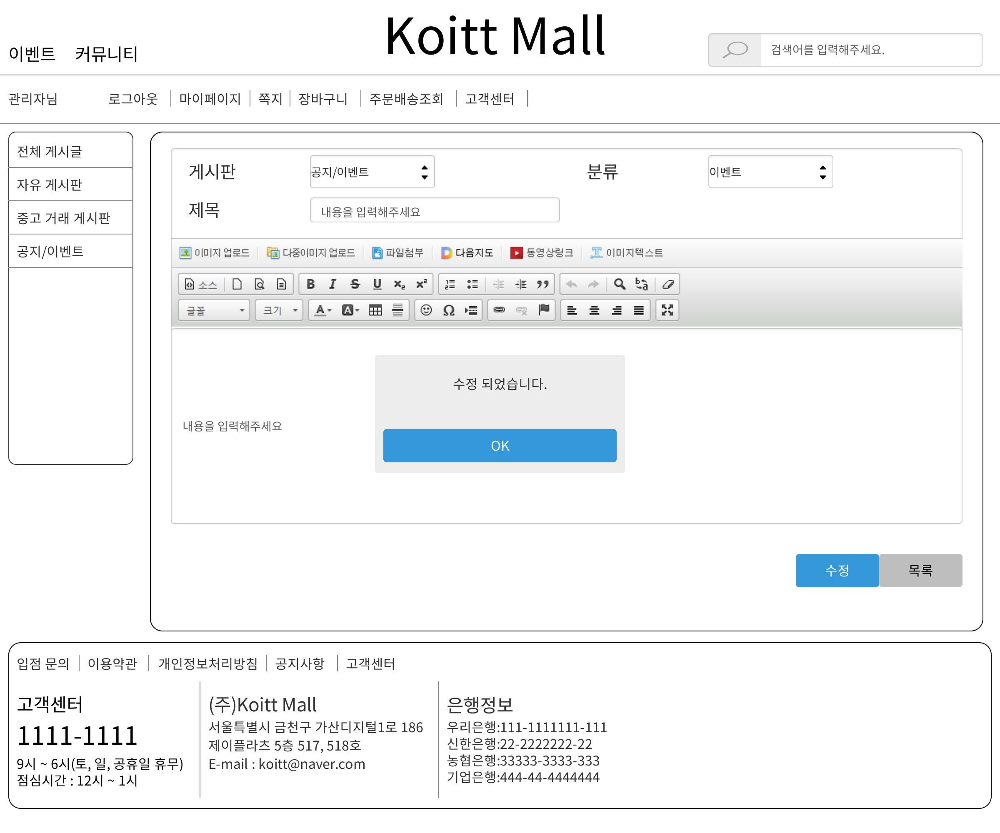 Koitt Mall
이벤트 커뮤니티
검색어를 입력해주세요.
관리자님 로그아웃 마이페이지 쪽지 장바구니 주문배송조회 고객센터
전체 게시글
자유 게시판
중고 거래 게시판
공지/이벤트
게시판 공지/이벤트 분류 이벤트
제목 내용을 입력해주세요
이미지 업로드 다중이미지 업로드 파일첨부 다음지도 동영상링크 이미지텍스트
소스
글꼴 크기
수정 되었습니다.
내용을 입력해주세요
OK
수정 목록
입점 문의 이용약관 개인정보처리방침 공지사항 고객센터
고객센터
1111-1111
9시 ~ 6시(토, 일, 공휴일 휴무)
점심시간 : 12시 ~ 1시
(주)Koitt Mall
서울특별시 금천구 가산디지털1로 186
제이플라츠 5층 517, 518호
E-mail : koitt@naver.com
은행정보
우리은행:111-1111111-111
신한은행:22-2222222-22
농협은행:33333-3333-333
기업은행:444-44-4444444